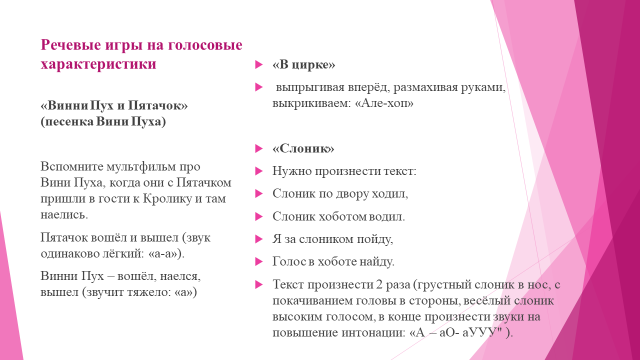 Речевые игры на голосовые
характеристики
«Винни Пух и Пятачок»
(песенка Вини Пуха)
Вспомните мультфильм про
Вини Пуха, когда они с Пятачком
пришли в гости к Кролику и там
наелись.
Пятачок вошёл и вышел (звук
одинаково лёгкий: «а-а»).
Винни Пух – вошёл, наелся,
вышел (звучит тяжело: «а»)
«В цирке»
выпрыгивая вперёд, размахивая руками,
выкрикиваем: «Але-хоп»
«Слоник»
Нужно произнести текст:
Слоник по двору ходил,
Слоник хоботом водил.
Я за слоником пойду,
Голос в хоботе найду.
Текст произнести 2 раза (грустный слоник в нос, с
покачиванием головы в стороны, весёлый слоник
высоким голосом, в конце произнести звуки на
повышение интонации: «А – аО- аУУУ" ).